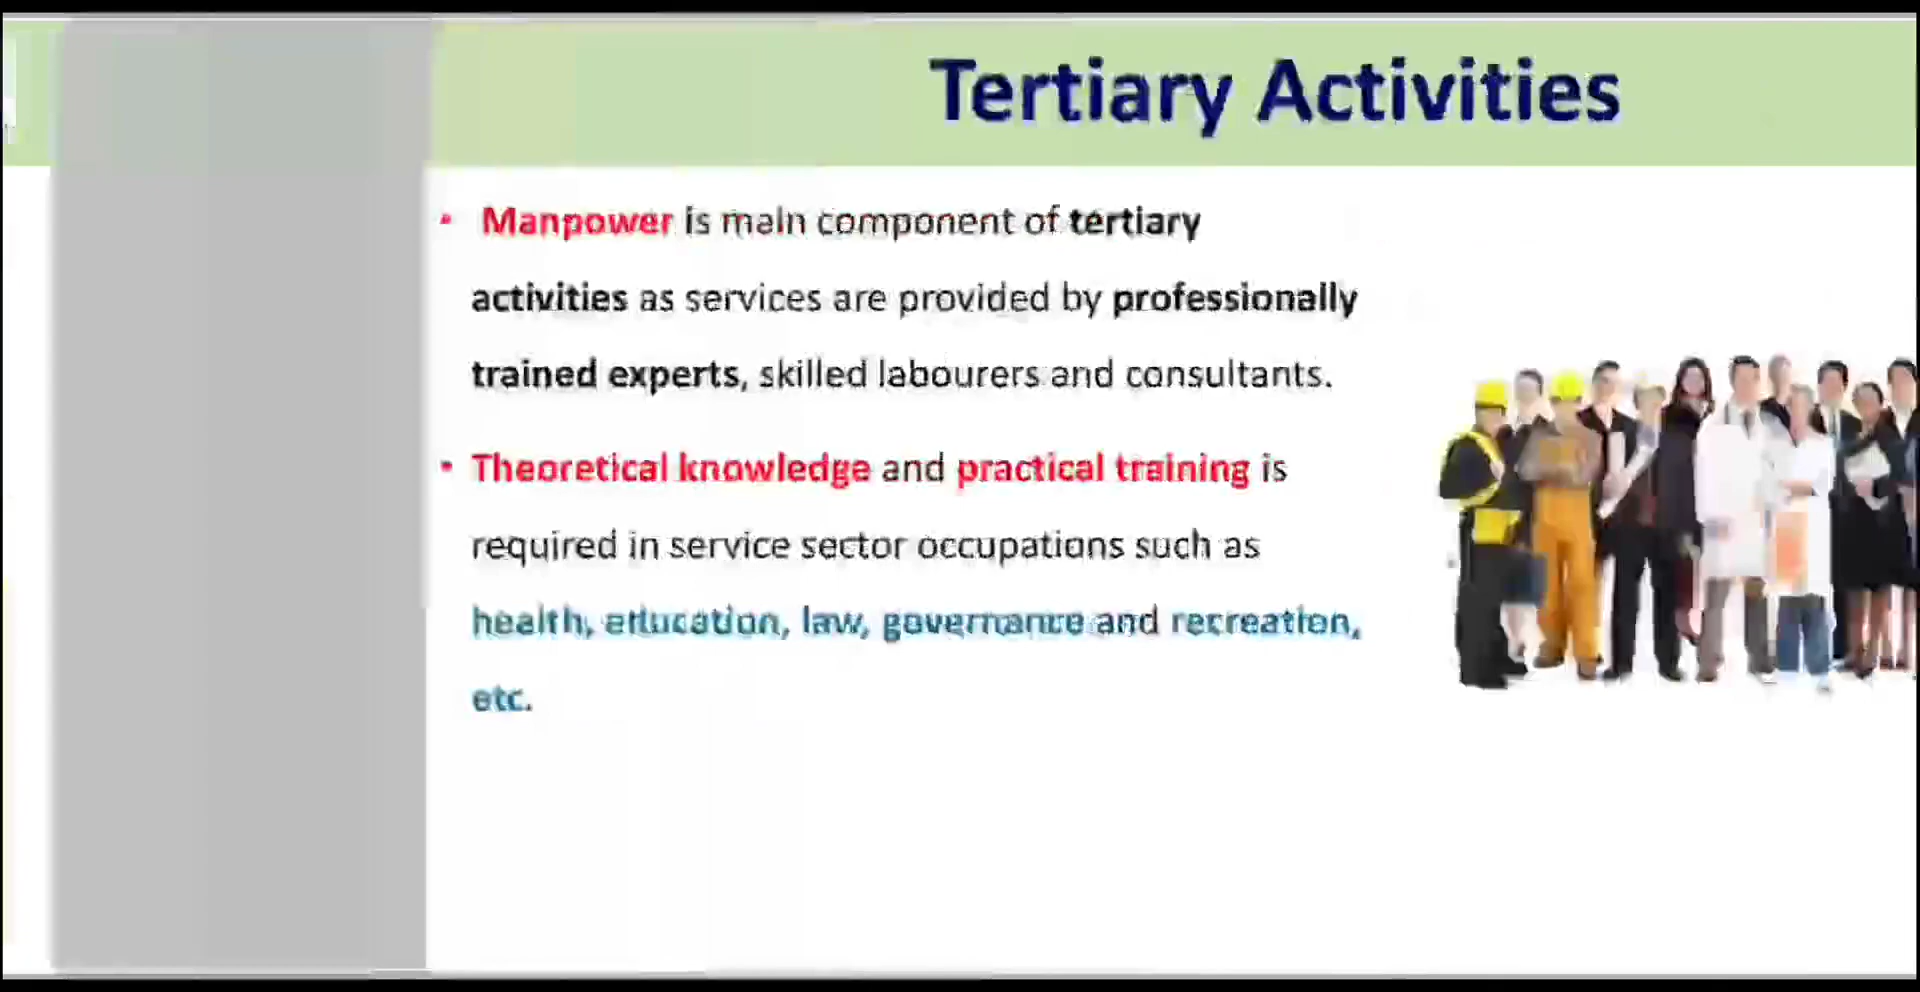 Tertiary Activities
• Manpower is main component of tertiary
activities as services are provided by professionally
trained experts, skilled labourers and consultants.
• Theoretical knowledge and practical training is
required in service sector occupations such as
health, education, law, governance and recreation,
etc.